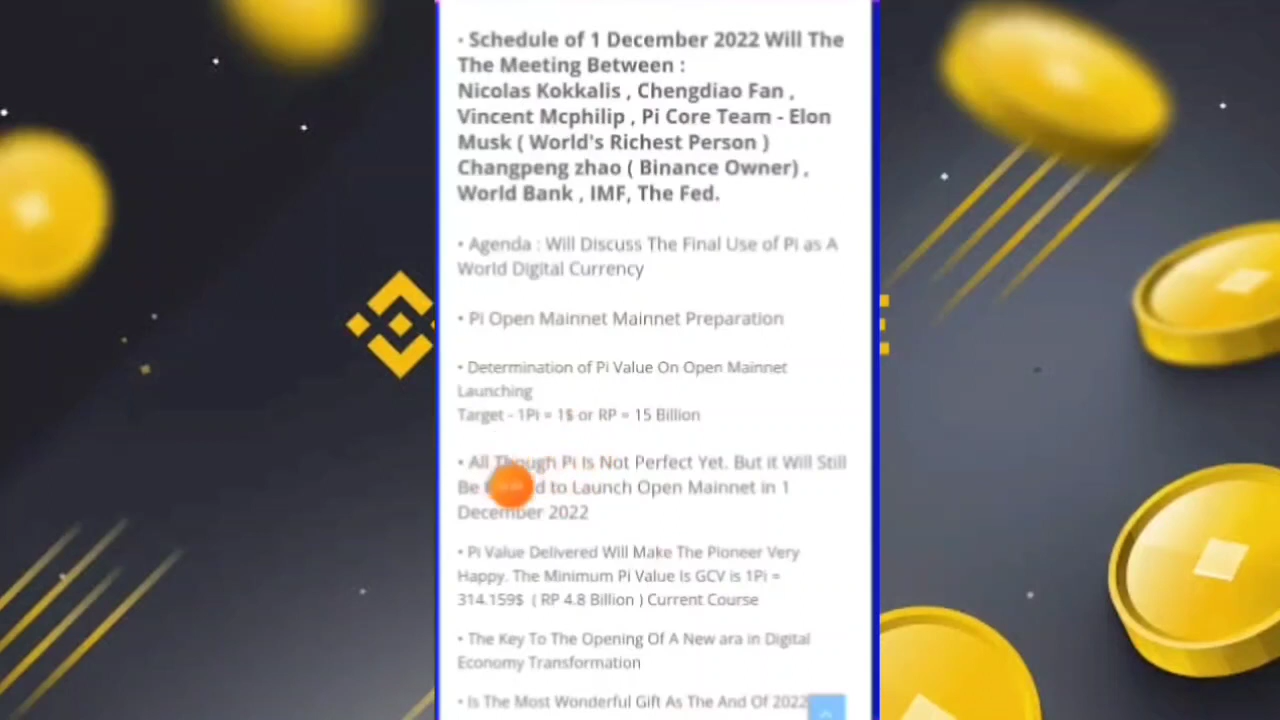 • Schedule of 1 December 2022 Will The
The Meeting Between :
Nicolas Kokkalis , Chengdiao Fan ,
Vincent Mcphilip , Pi Core Team - Elon
Musk ( World's Richest Person )
Changpeng zhao ( Binance Owner) ,
World Bank , IMF, The Fed.
• Agenda : Will Discuss The Final Use of Pi as A
World Digital Currency
• Pi Open Mainnet Mainnet Preparation
• Determination of Pi Value On Open Mainnet
Launching
Target - 1Pi = 1$ or RP = 15 Billion
• All Though Pi Is Not Perfect Yet. But it Will Still
Be to Launch Open Mainnet in 1
December 2022
• Pi Value Delivered Will Make The Pioneer Very
Happy. The Minimum Pi Value Is GCV is 1Pi =
314.159$ ( RP 4.8 Billion ) Current Course
• The Key To The Opening Of A New ara in Digital
Economy Transformation
• Is The Most Wonderful Gift As The And Of 2022